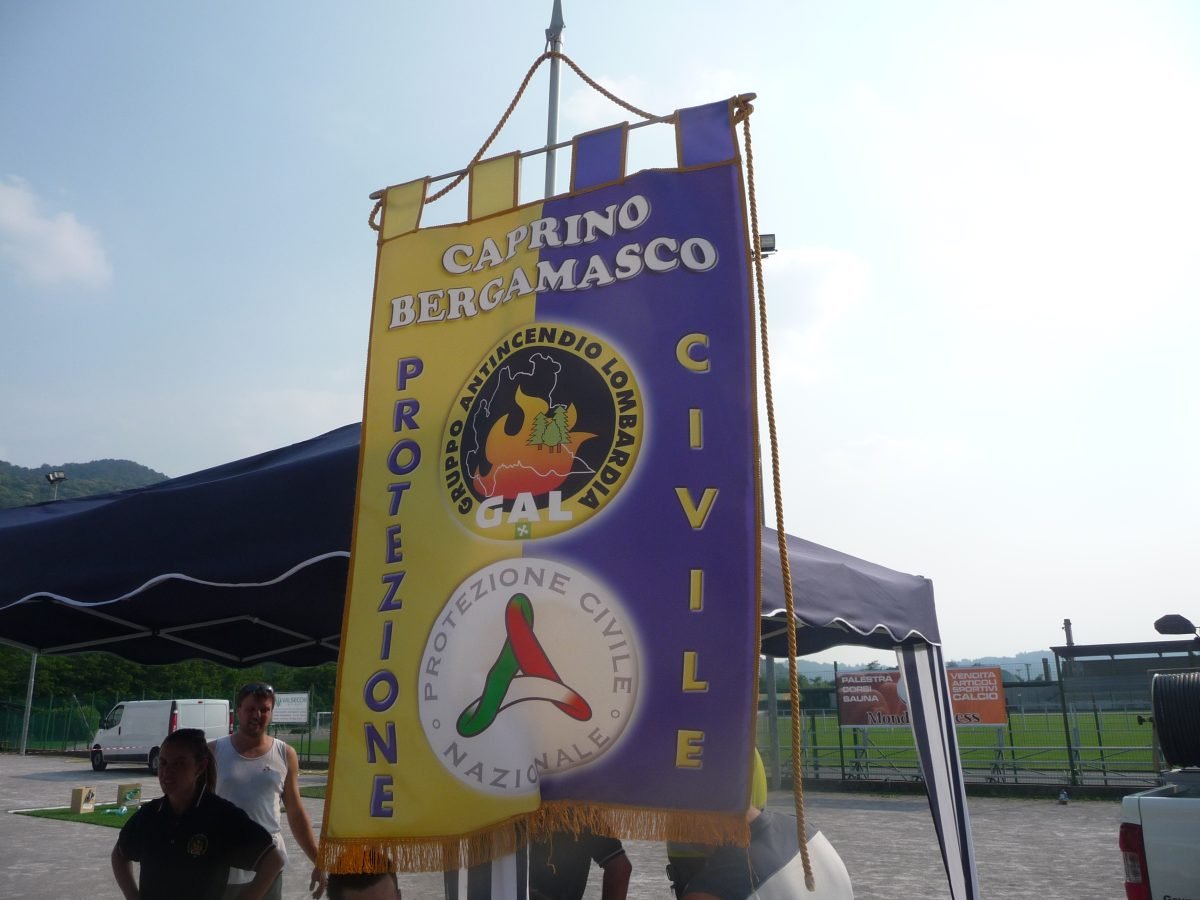 CAPRINO
BERGAMASCO
PROTEZIONE
CIVILE
GRUPPO ANTINCENDIO LOMBARDIA
GAL
PROTEZIONE CIVILE
NAZIONALE
PALESTRA
CORSI
SAUNA
VENDITA
ARTICOLI
SPORTIVI
CALCIO